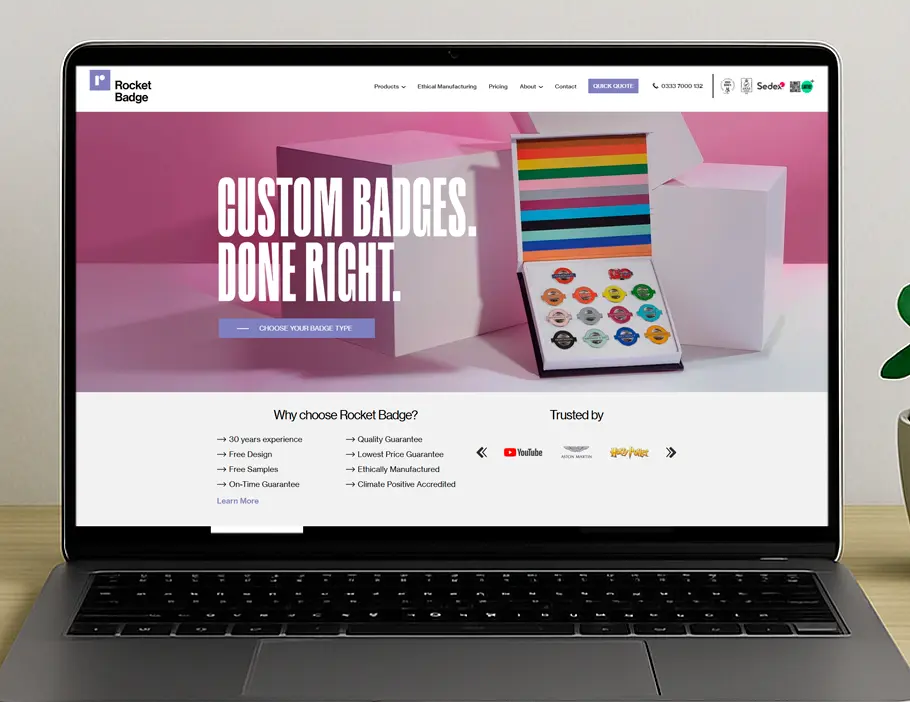 r
Rocket
Badge
Products
Ethical Manufacturing
Pricing
About
Contact
QUICK QUOTE
0333 7000 132
Sedex
CUSTOM BADGES.
DONE RIGHT.
CHOOSE YOUR BADGE TYPE
Why choose Rocket Badge?
→ 30 years experience
→ Free Design
→ Free Samples
→ On-Time Guarantee
→ Quality Guarantee
→ Lowest Price Guarantee
→ Ethically Manufactured
→ Climate Positive Accredited
Learn More
Trusted by
YouTube
ASTON MARTIN
Harry Potter